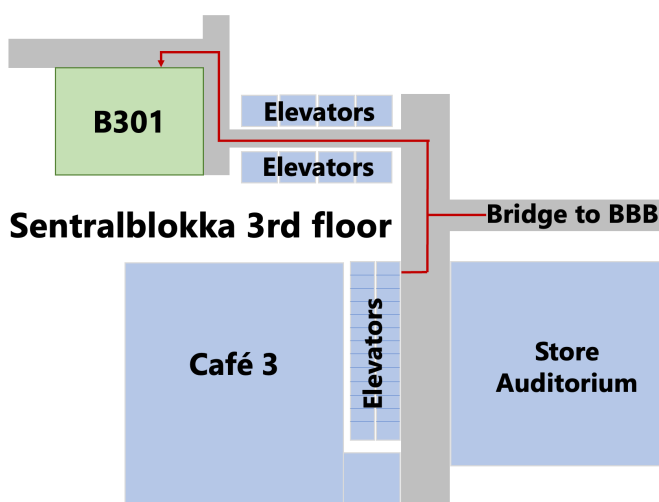 Elevators
B301
Elevators
Bridge to BBB
Sentralblokka 3rd floor
Elevators
Café 3
Store
Auditorium